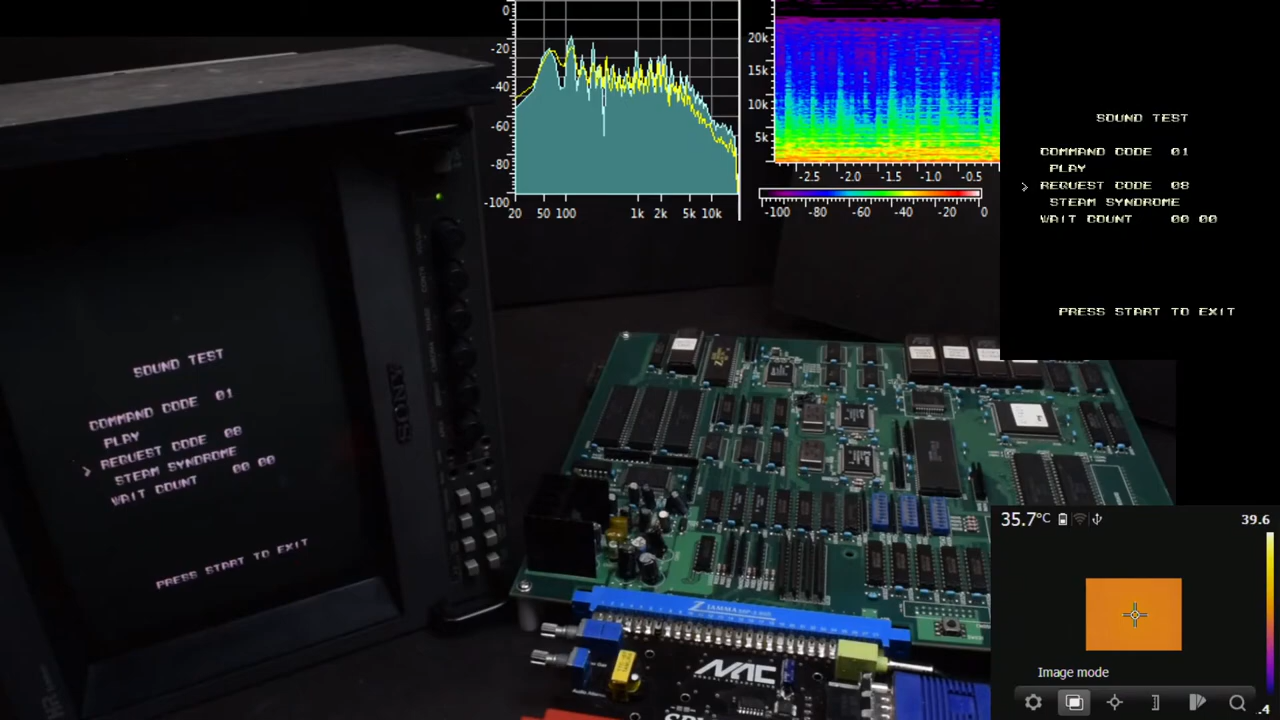 0
-20
-40
-60
-80
-100
20 50 100 1k 2k 5k 10k
20k
15k
10k
5k
-2.5 -2.0 -1.5 -1.0 -0.5
-100 -80 -60 -40 -20 0
SOUND TEST
COMMAND CODE 01
PLAY
> REQUEST CODE 08
STEAM SYNDROME
WAIT COUNT 00 00
PRESS START TO EXIT
SOUND TEST
COMMAND CODE 01
PLAY
> REQUEST CODE 08
STEAM SYNDROME
WAIT COUNT 00 00
PRESS START TO EXIT
SONY
JAMMA
MAC
35.7°C
39.6
Image mode